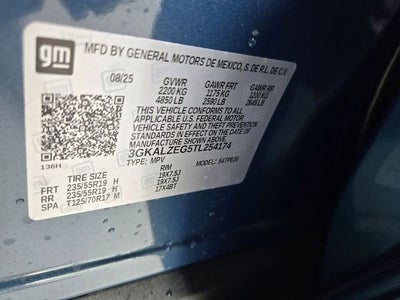 gm MFD BY GENERAL MOTORS DE MEXICO, S. DE R.L. DE C.V.
08/25 GVWR GAWR FRT GAWR RR
2200 KG 1175 KG 1200 KG
4850 LB 2590 LB 2645 LB
THIS VEHICLE CONFORMS TO ALL
APPLICABLE U.S. FEDERAL MOTOR
VEHICLE SAFETY AND THEFT PREVENTION
STANDARDS IN EFFECT ON THE DATE OF
MANUFACTURE SHOWN ABOVE.
3GKALZEG5TL254174
136H TYPE: MPV MODEL:
TIRE SIZE RIM
FRT 235/55R19 H 19X7.5J
RR 235/55R19 H 19X7.5J
SPA T125/70R17 M 17X4BT